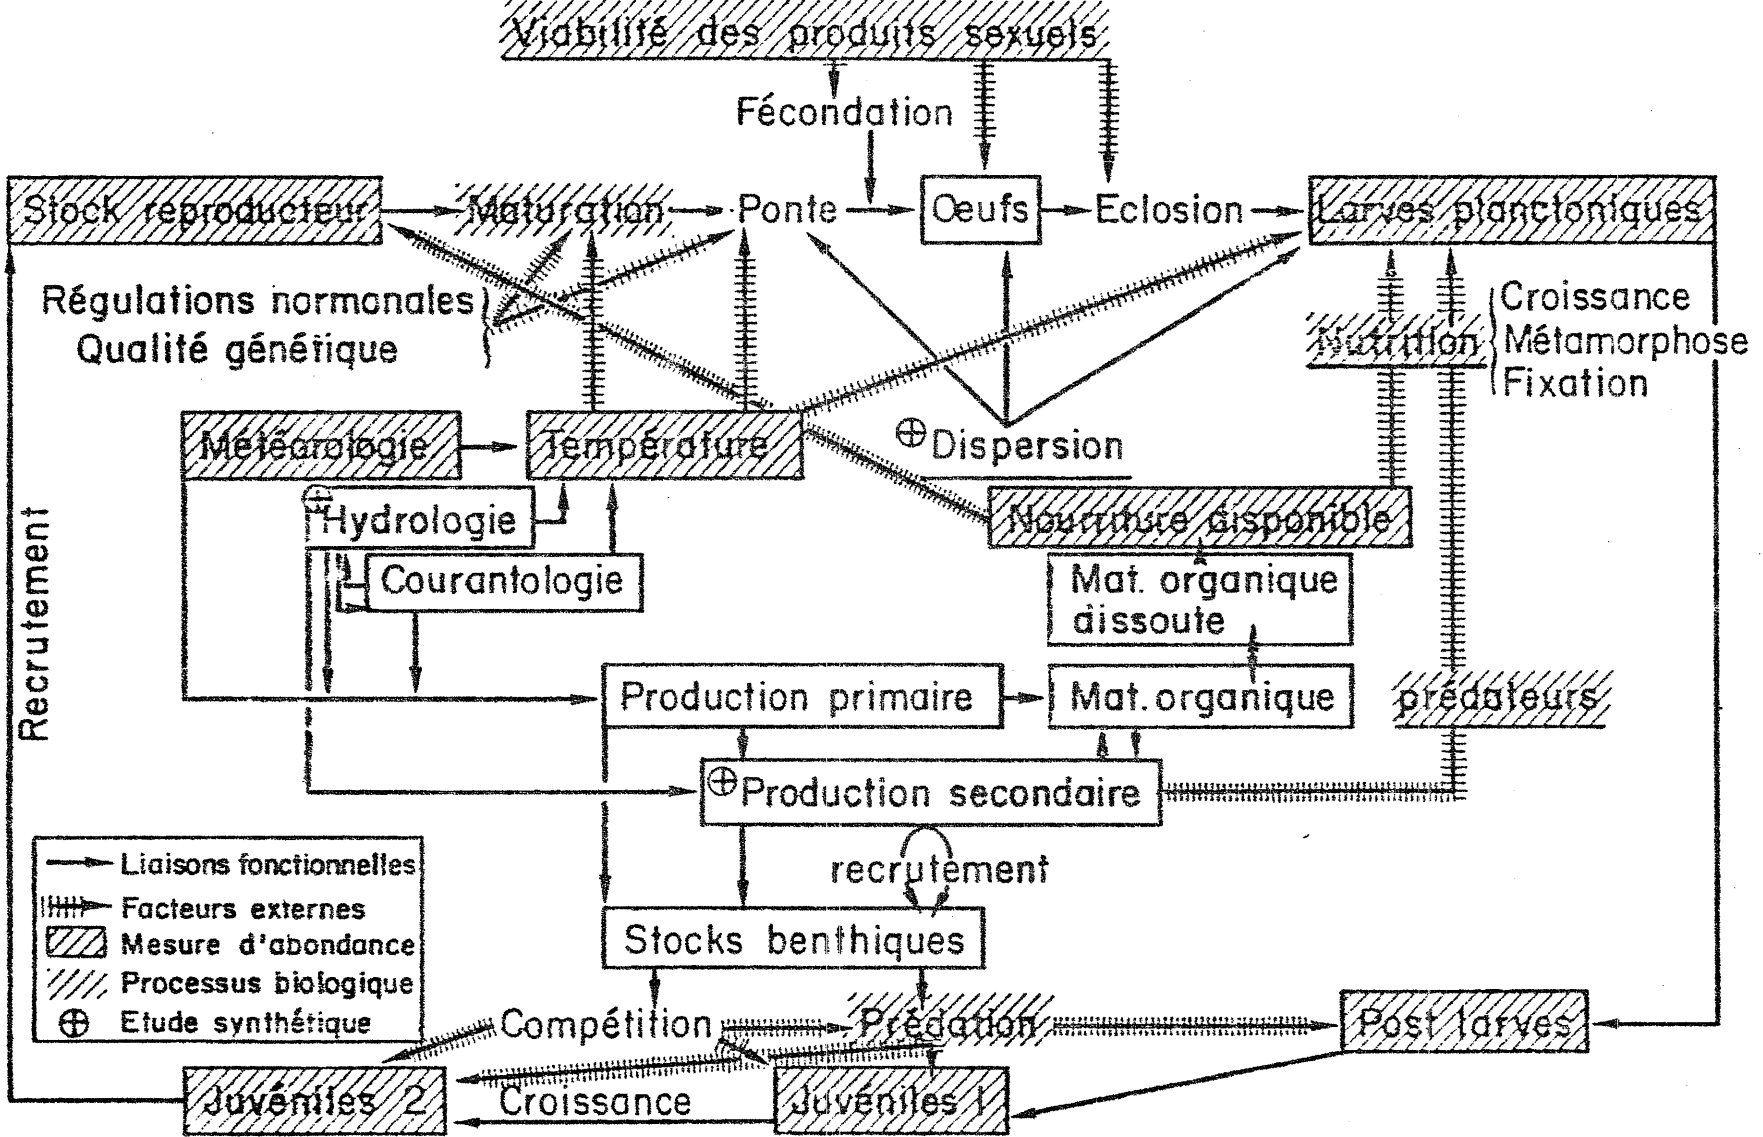 Viabilité des produits sexuels
Fécondation
Stock reproducteur
Maturation
Ponte
Œufs
Eclosion
Larves planctoniques
Régulations normonales
Qualité génétique
Croissance
Nutrition
Métamorphose
Fixation
Météorologie
Température
Dispersion
Hydrologie
Nourriture disponible
Courantologie
Mat. organique
dissoute
Recrutement
Production primaire
Mat. organique
prédateurs
Production secondaire
recrutement
Liaisons fonctionnelles
Facteurs externes
Mesure d'abondance
Processus biologique
Etude synthétique
Stocks benthiques
Compétition
Prédation
Post larves
Juvéniles 2
Croissance
Juvéniles 1